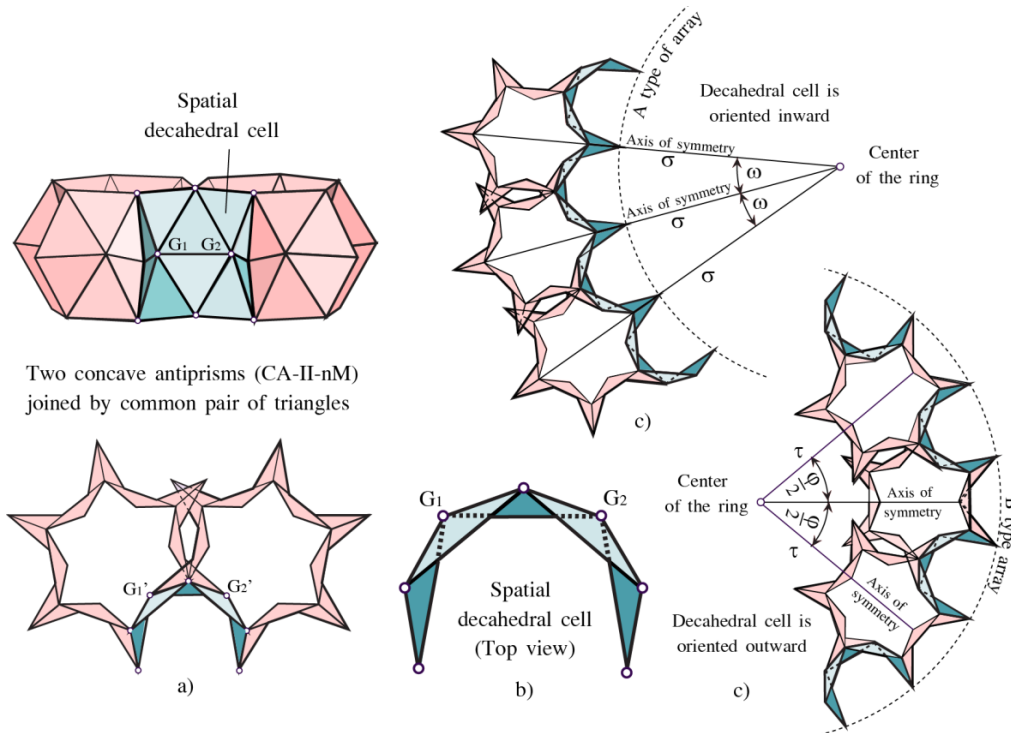 Spatial
decahedral cell
G₁ G₂
Two concave antiprisms (CA-II-nM)
joined by common pair of triangles
G₁’ G₂’
a)
G₁ G₂
Spatial
decahedral cell
(Top view)
b)
A type of array
Decahedral cell is
oriented inward
Axis of symmetry
σ
ω
Center
of the ring
Axis of symmetry
σ
ω
σ
c)
τ
φ/2
Center
of the ring
Axis of
symmetry
φ/2
τ
B type array
Axis of
symmetry
Decahedral cell is
oriented outward
c)